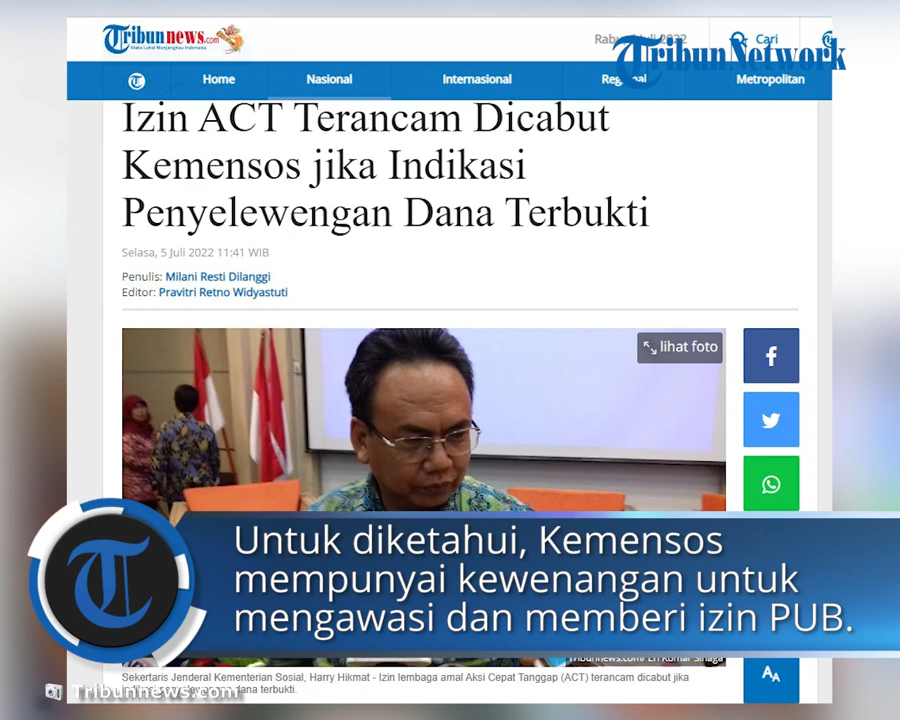 Tribunnews.com
TribunNetwork
Cari
Home
Nasional
Internasional
Metropolitan
Izin ACT Terancam Dicabut
Kemensos jika Indikasi
Penyelewengan Dana Terbukti
Selasa, 5 Juli 2022 11:41 WIB
Penulis: Milani Resti Dilanggi
Editor: Pravitri Retno Widyastuti
lihat foto
Untuk diketahui, Kemensos
mempunyai kewenangan untuk
mengawasi dan memberi izin PUB.
Sekertaris Jenderal Kementerian Sosial, Harry Hikmat - Izin lembaga amal Aksi Cepat Tanggap (ACT) terancam dicabut jika
dana terbukti.
Tribunnews.com